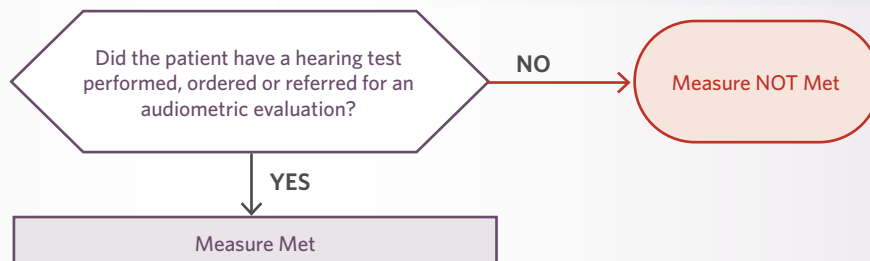 Did the patient have a hearing test
performed, ordered or referred for an
audiometric evaluation?
NO
Measure NOT Met
YES
Measure Met